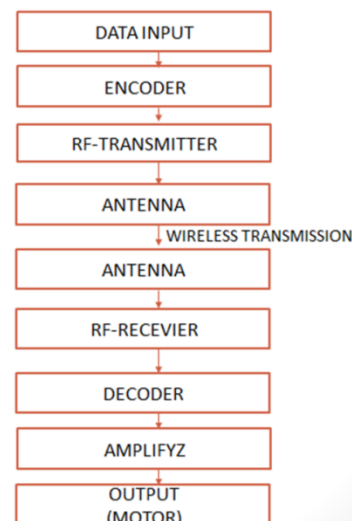 DATA INPUT
ENCODER
RF-TRANSMITTER
ANTENNA
WIRELESS TRANSMISSION
ANTENNA
RF-RECEVIER
DECODER
AMPLIFYZ
OUTPUT
(MOTOR)